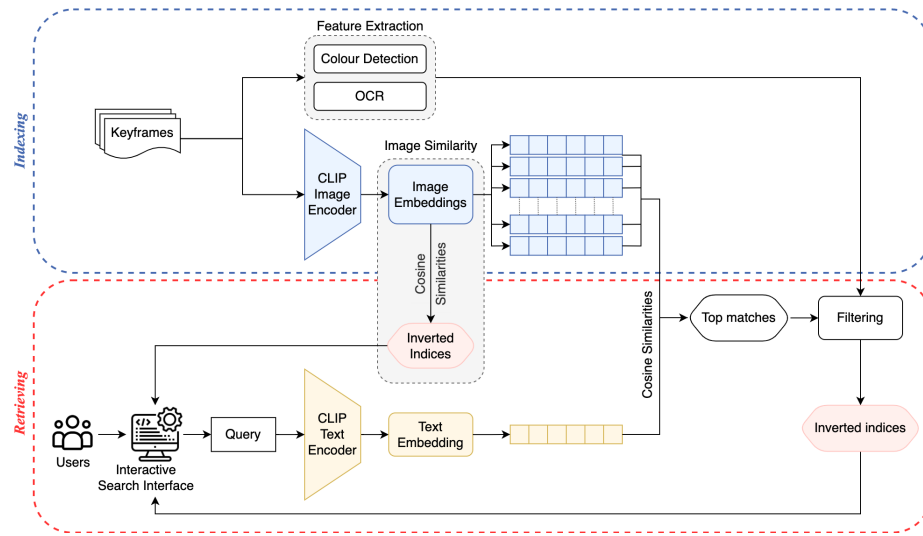 Feature Extraction
Colour Detection
OCR
Indexing
Keyframes
CLIP
Image
Encoder
Image Similarity
Image
Embeddings
Cosine
Similarities
Retrieving
Inverted
Indices
Cosine Similarities
Top matches
Filtering
Users
</>
Interactive
Search Interface
Query
CLIP
Text
Encoder
Text
Embedding
Inverted indices